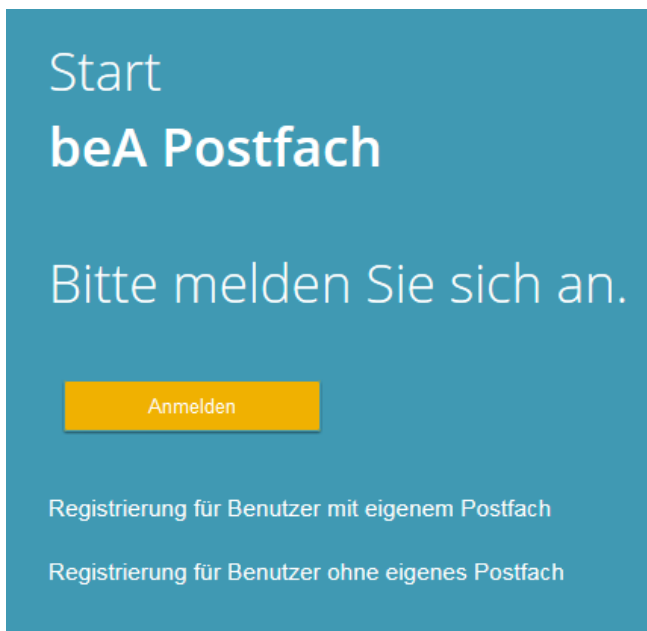 Start
beA Postfach
Bitte melden Sie sich an.
Anmelden
Registrierung für Benutzer mit eigenem Postfach
Registrierung für Benutzer ohne eigenes Postfach